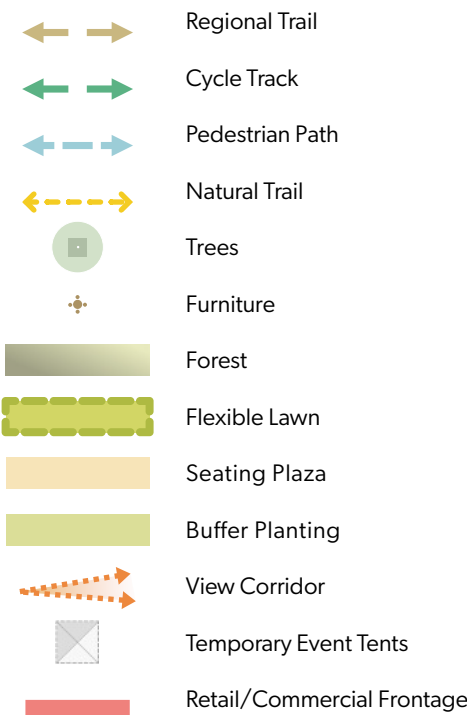 Regional Trail
Cycle Track
Pedestrian Path
Natural Trail
Trees
Furniture
Forest
Flexible Lawn
Seating Plaza
Buffer Planting
View Corridor
Temporary Event Tents
Retail/Commercial Frontage